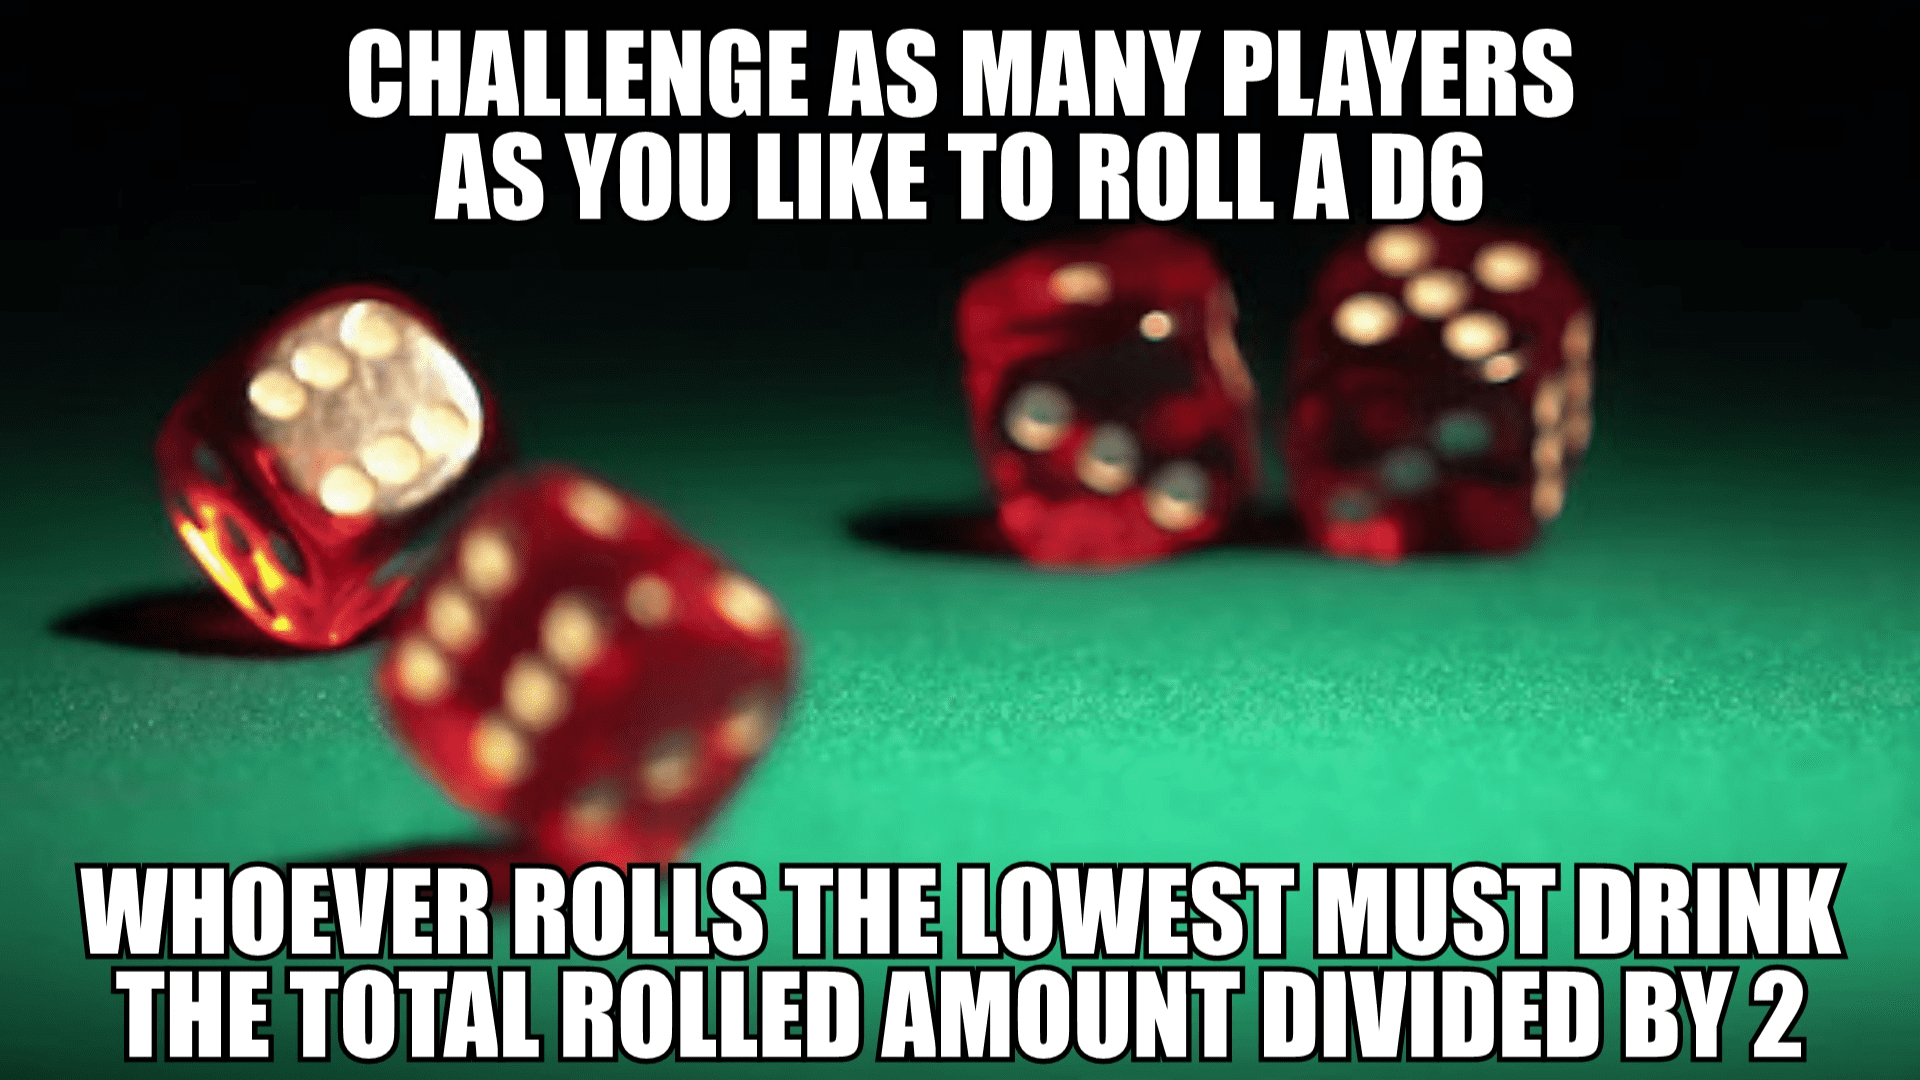 CHALLENGE AS MANY PLAYERS
AS YOU LIKE TO ROLL A D6
WHOEVER ROLLS THE LOWEST MUST DRINK
THE TOTAL ROLLED AMOUNT DIVIDED BY 2